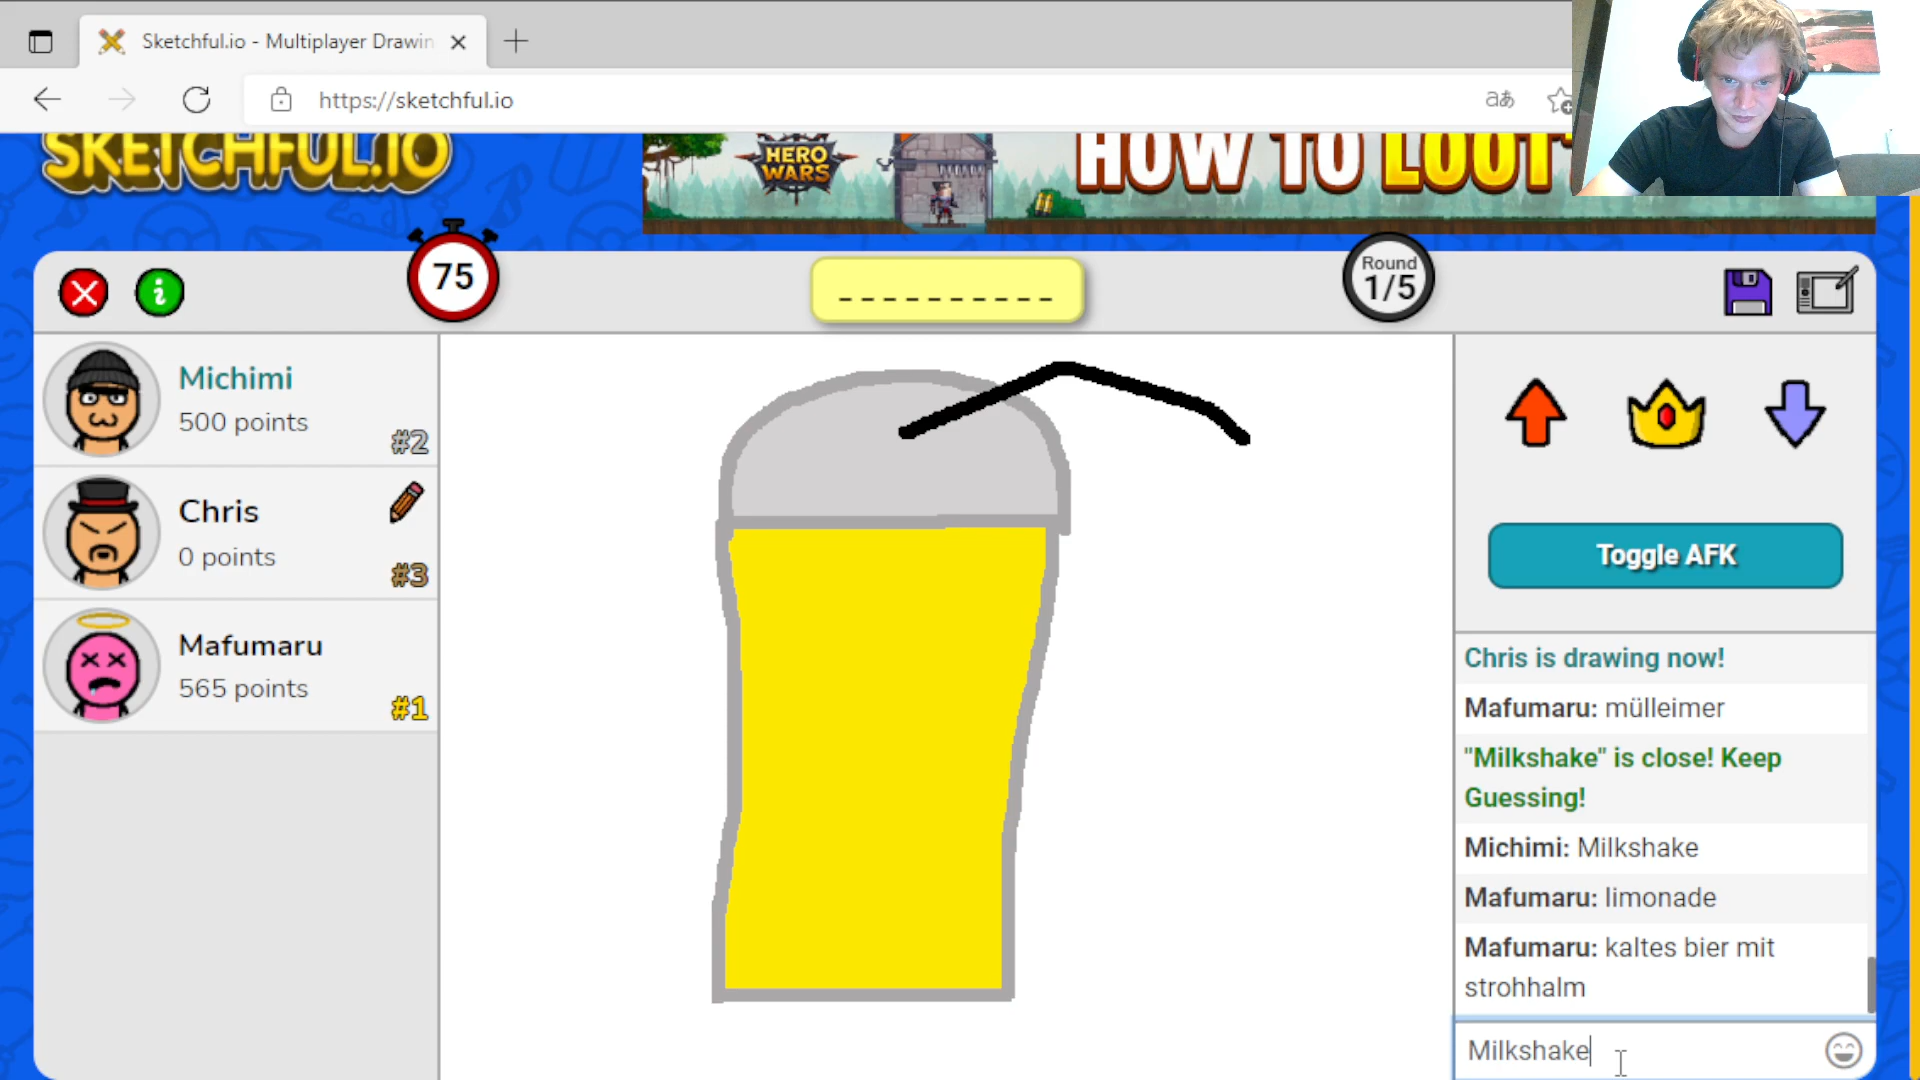 Sketchful.io - Multiplayer Drawin
https://sketchful.io
aあ
SKETCHFUL.IO
HERO
WARS
HOW TO LOOT
75
_ _ _ _ _ _ _ _ _ _
Round
1/5
Michimi
500 points
#2
Chris
0 points
#3
Mafumaru
565 points
#1
Toggle AFK
Chris is drawing now!
Mafumaru: mülleimer
"Milkshake" is close! Keep
Guessing!
Michimi: Milkshake
Mafumaru: limonade
Mafumaru: kaltes bier mit
strohhalm
Milkshake